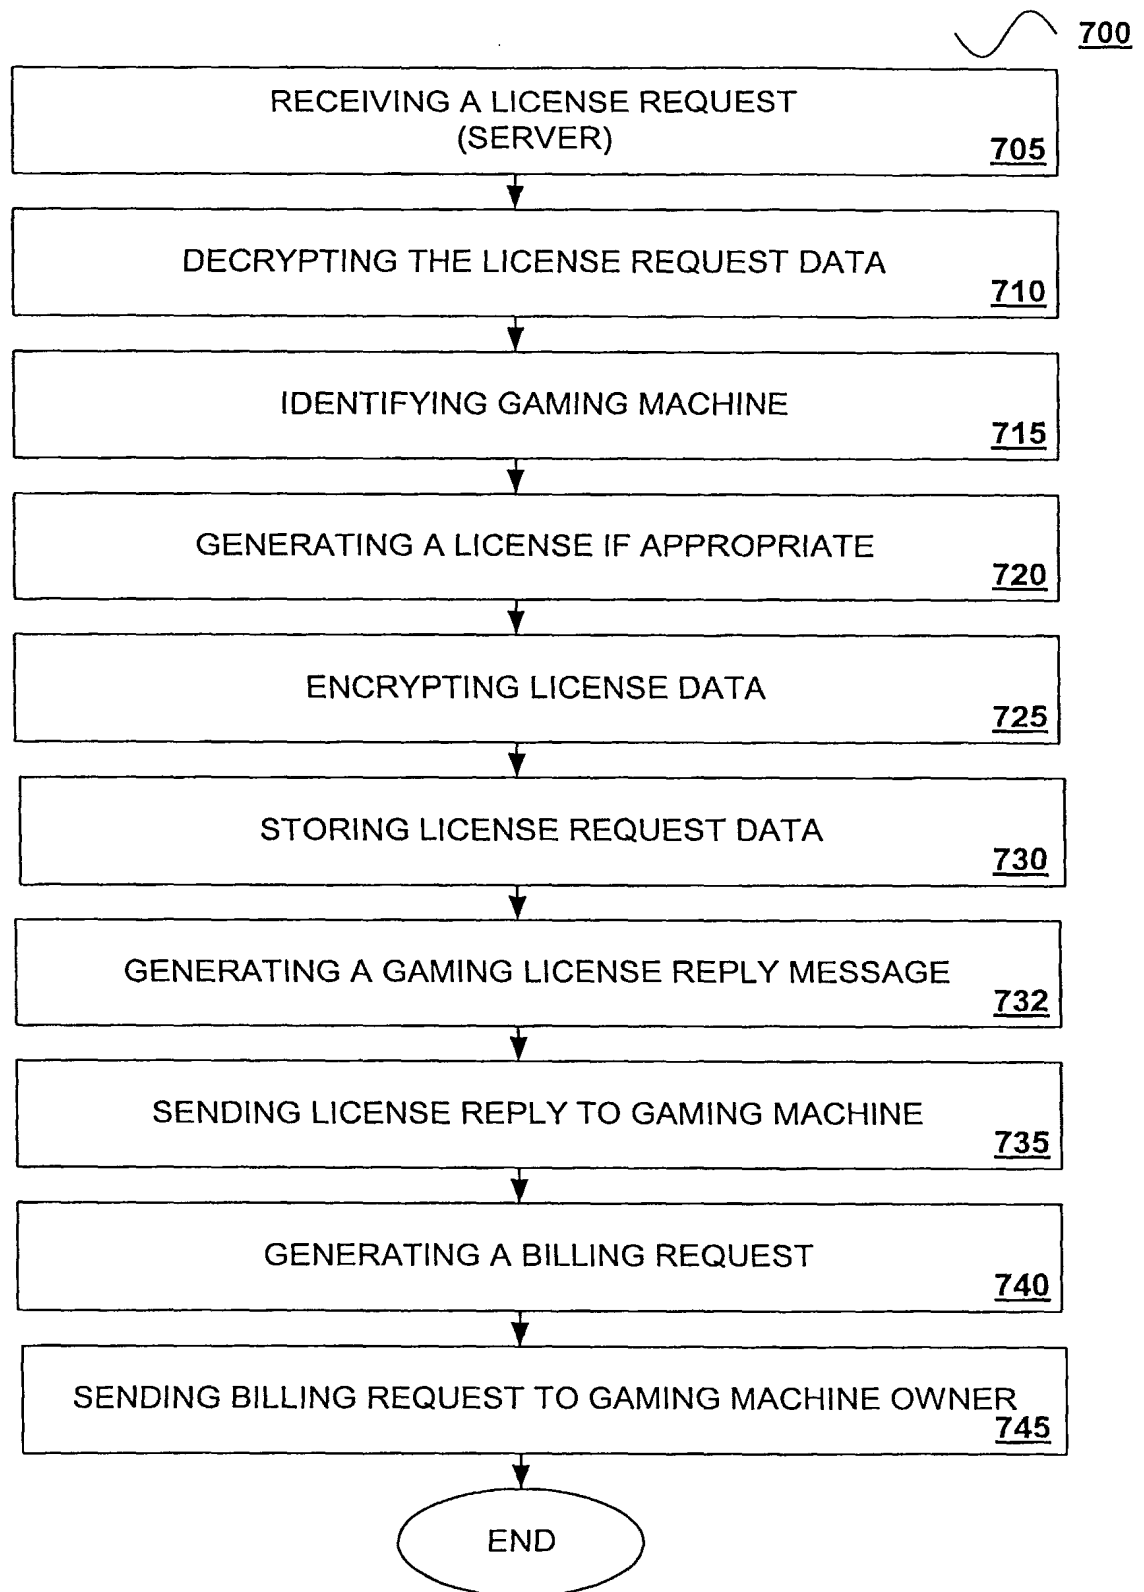 700
RECEIVING A LICENSE REQUEST
(SERVER)
705
DECRYPTING THE LICENSE REQUEST DATA
710
IDENTIFYING GAMING MACHINE
715
GENERATING A LICENSE IF APPROPRIATE
720
ENCRYPTING LICENSE DATA
725
STORING LICENSE REQUEST DATA
730
GENERATING A GAMING LICENSE REPLY MESSAGE
732
SENDING LICENSE REPLY TO GAMING MACHINE
735
GENERATING A BILLING REQUEST
740
SENDING BILLING REQUEST TO GAMING MACHINE OWNER
745
END